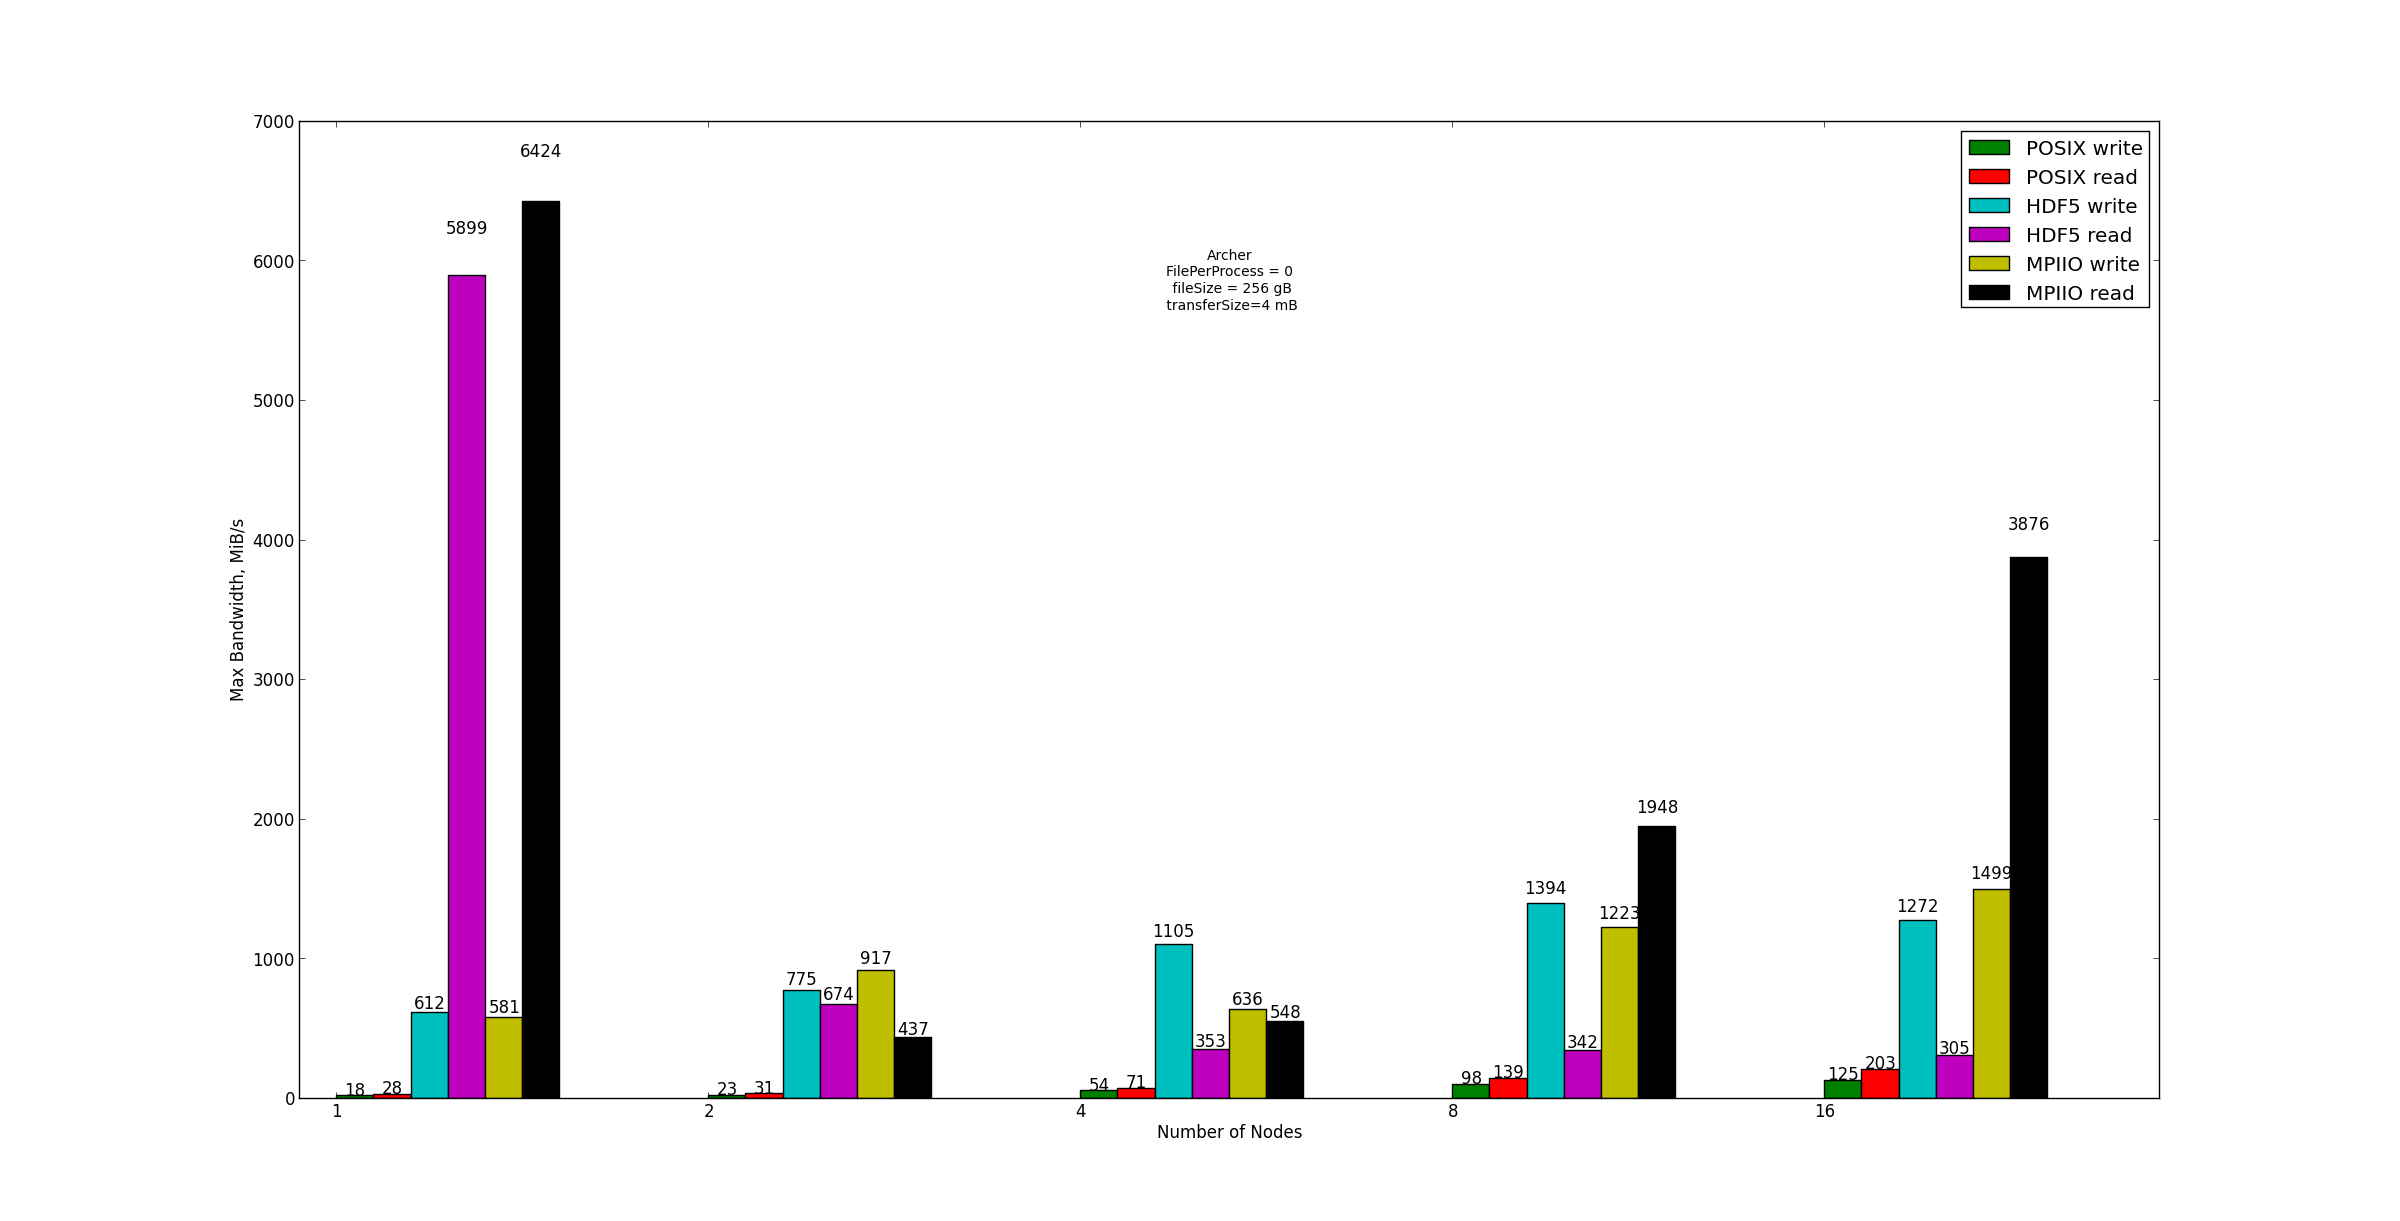 7000
6000
5000
4000
3000
2000
1000
0
Max Bandwidth, MiB/s
6424
5899
612
581
18
28
775
674
917
437
23
31
1105
353
636
548
54
71
1394
342
1223
1948
98
139
1272
305
1499
3876
125
203
Archer
FilePerProcess = 0
fileSize = 256 gB
transferSize=4 mB
POSIX write
POSIX read
HDF5 write
HDF5 read
MPIIO write
MPIIO read
1 2 4 8 16
Number of Nodes